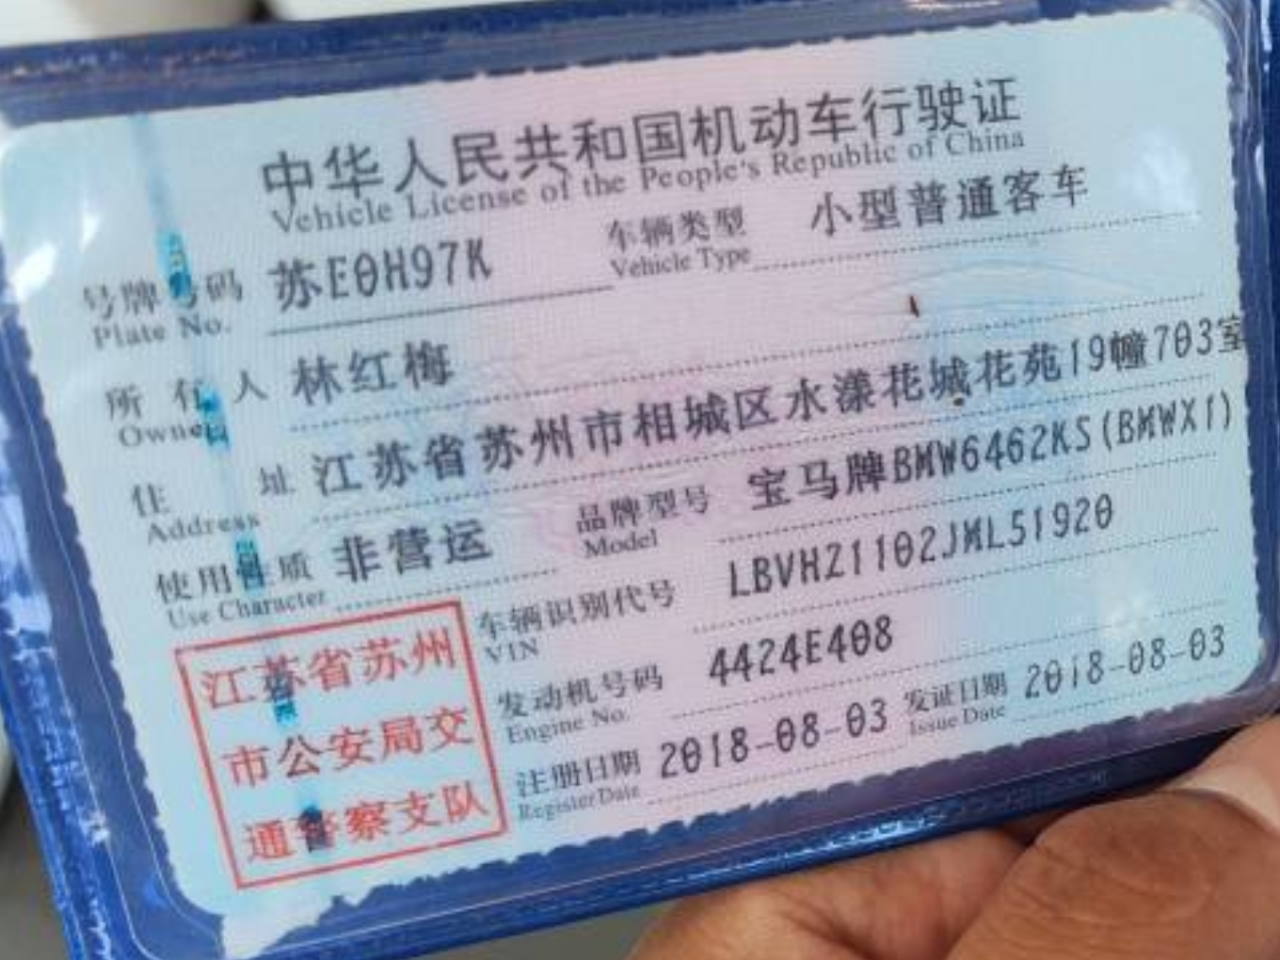 中华人民共和国机动车行驶证
Vehicle License of the People's Republic of China
号牌号码 苏E0H97K 车辆类型 小型普通客车
Plate No. Vehicle Type
所有人 林红梅
Owner
住址 江苏省苏州市相城区水漾花城花苑19幢703室
Address
使用性质 非营运 品牌型号 宝马牌BMW6462KS(BMWX1)
Use Character Model
车辆识别代号 LBVHZ1102JML51920
VIN
发动机号码 4424E408
Engine No.
注册日期 2018-08-03 发证日期 2018-08-03
Register Date Issue Date
江苏省苏州
市公安局交
通警察支队